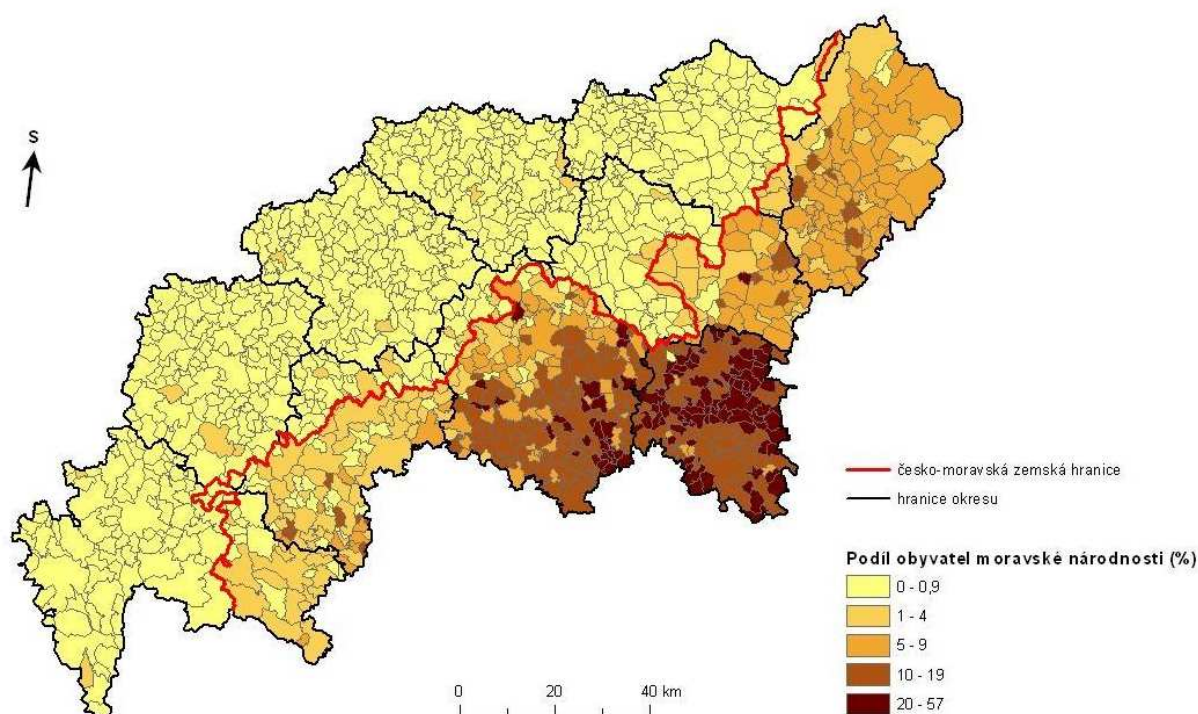 S
česko-moravská zemská hranice
hranice okresu
Podíl obyvatel moravské národnosti (%)
0 - 0,9
1 - 4
5 - 9
10 - 19
20 - 57
0 20 40 km